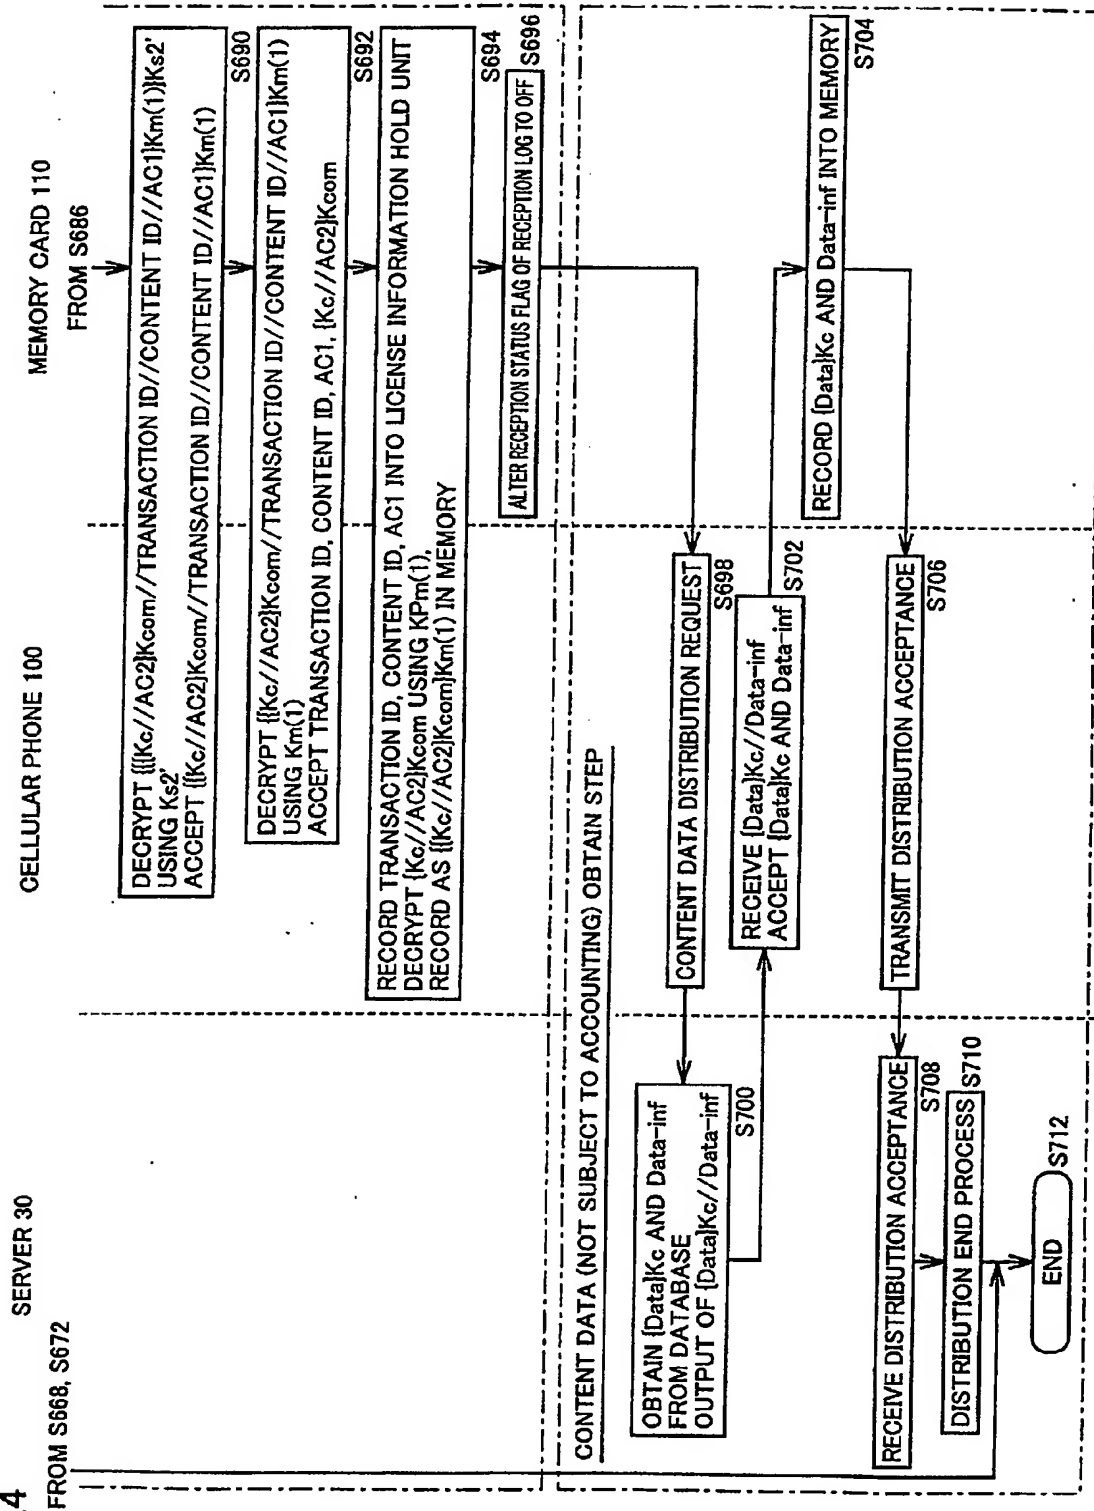 4
SERVER 30
CELLULAR PHONE 100
MEMORY CARD 110
FROM S668, S672
FROM S686
DECRYPT {{{Kc//AC2}Kcom//TRANSACTION ID//CONTENT ID//AC1}Km(1)}Ks2'
USING Ks2'
ACCEPT {{Kc//AC2}Kcom//TRANSACTION ID//CONTENT ID//AC1}Km(1)
S690
DECRYPT {{Kc//AC2}Kcom//TRANSACTION ID//CONTENT ID//AC1}Km(1)
USING Km(1)
ACCEPT TRANSACTION ID, CONTENT ID, AC1, {Kc//AC2}Kcom
S692
RECORD TRANSACTION ID, CONTENT ID, AC1 INTO LICENSE INFORMATION HOLD UNIT
DECRYPT {Kc//AC2}Kcom USING KPm(1),
RECORD AS {{Kc//AC2}Kcom}Km(1) IN MEMORY
S694
ALTER RECEPTION STATUS FLAG OF RECEPTION LOG TO OFF
S696
CONTENT DATA (NOT SUBJECT TO ACCOUNTING) OBTAIN STEP
CONTENT DATA DISTRIBUTION REQUEST
S698
OBTAIN {Data}Kc AND Data-inf
FROM DATABASE
OUTPUT OF {Data}Kc//Data-inf
S700
RECEIVE {Data}Kc//Data-inf
ACCEPT {Data}Kc AND Data-inf
S702
RECORD {Data}Kc AND Data-inf INTO MEMORY
S704
TRANSMIT DISTRIBUTION ACCEPTANCE
S706
RECEIVE DISTRIBUTION ACCEPTANCE
S708
DISTRIBUTION END PROCESS
S710
END
S712